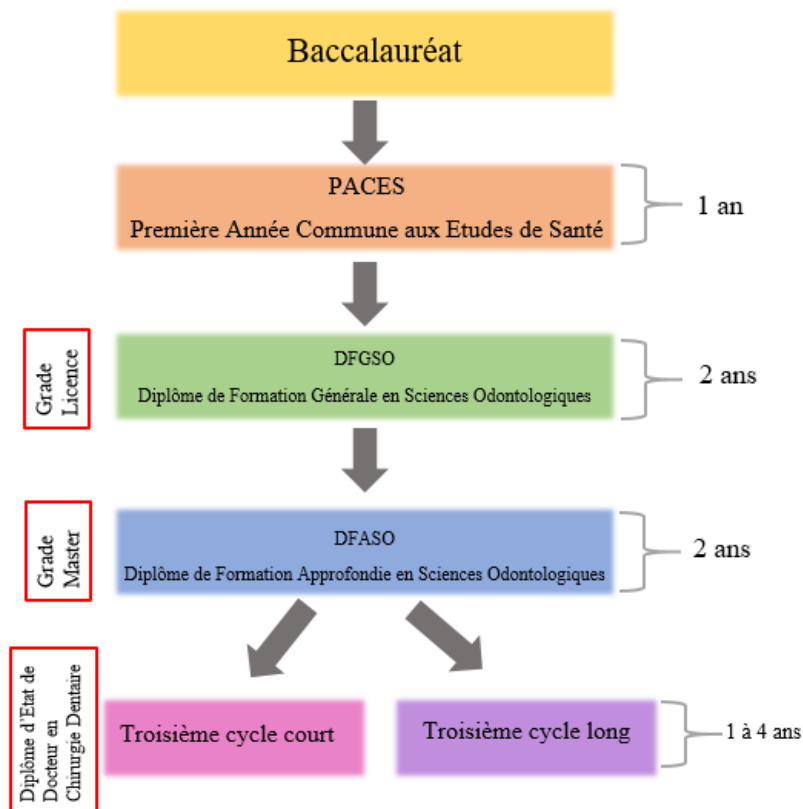 Baccalauréat
PACES
Première Année Commune aux Etudes de Santé
1 an
Grade
Licence
DFGSO
Diplôme de Formation Générale en Sciences Odontologiques
2 ans
Grade
Master
DFASO
Diplôme de Formation Approfondie en Sciences Odontologiques
2 ans
Diplôme d'Etat de
Docteur en
Chirurgie Dentaire
Troisième cycle court
Troisième cycle long
1 à 4 ans